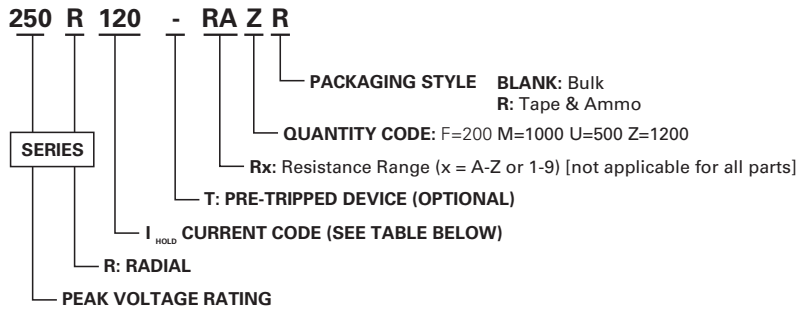 250 R 120 - RA Z R
PACKAGING STYLE BLANK: Bulk
R: Tape & Ammo
QUANTITY CODE: F=200 M=1000 U=500 Z=1200
SERIES
Rx: Resistance Range (x = A-Z or 1-9) [not applicable for all parts]
T: PRE-TRIPPED DEVICE (OPTIONAL)
I HOLD CURRENT CODE (SEE TABLE BELOW)
R: RADIAL
PEAK VOLTAGE RATING